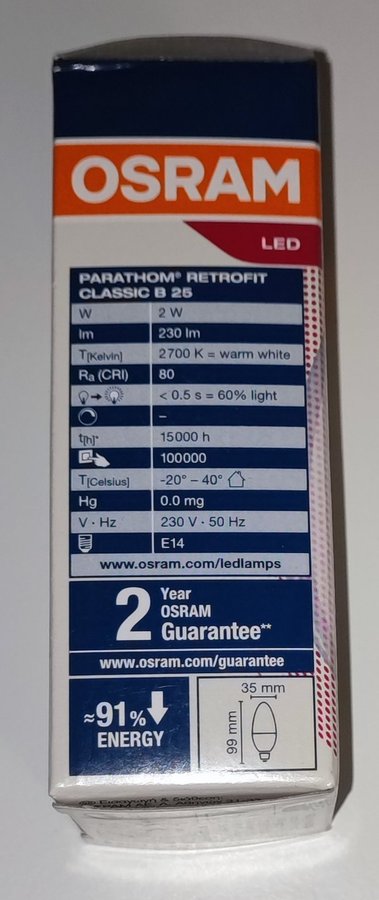 OSRAM
LED
PARATHOM® RETROFIT
CLASSIC B 25
W 2 W
lm 230 lm
T[Kelvin] 2700 K = warm white
Ra (CRI) 80
< 0.5 s = 60% light
–
t[h]* 15000 h
100000
T[Celsius] -20° – 40°
Hg 0.0 mg
V · Hz 230 V · 50 Hz
E14
www.osram.com/ledlamps
2 Year
OSRAM
Guarantee**
www.osram.com/guarantee
≈91%
ENERGY
35 mm
99 mm